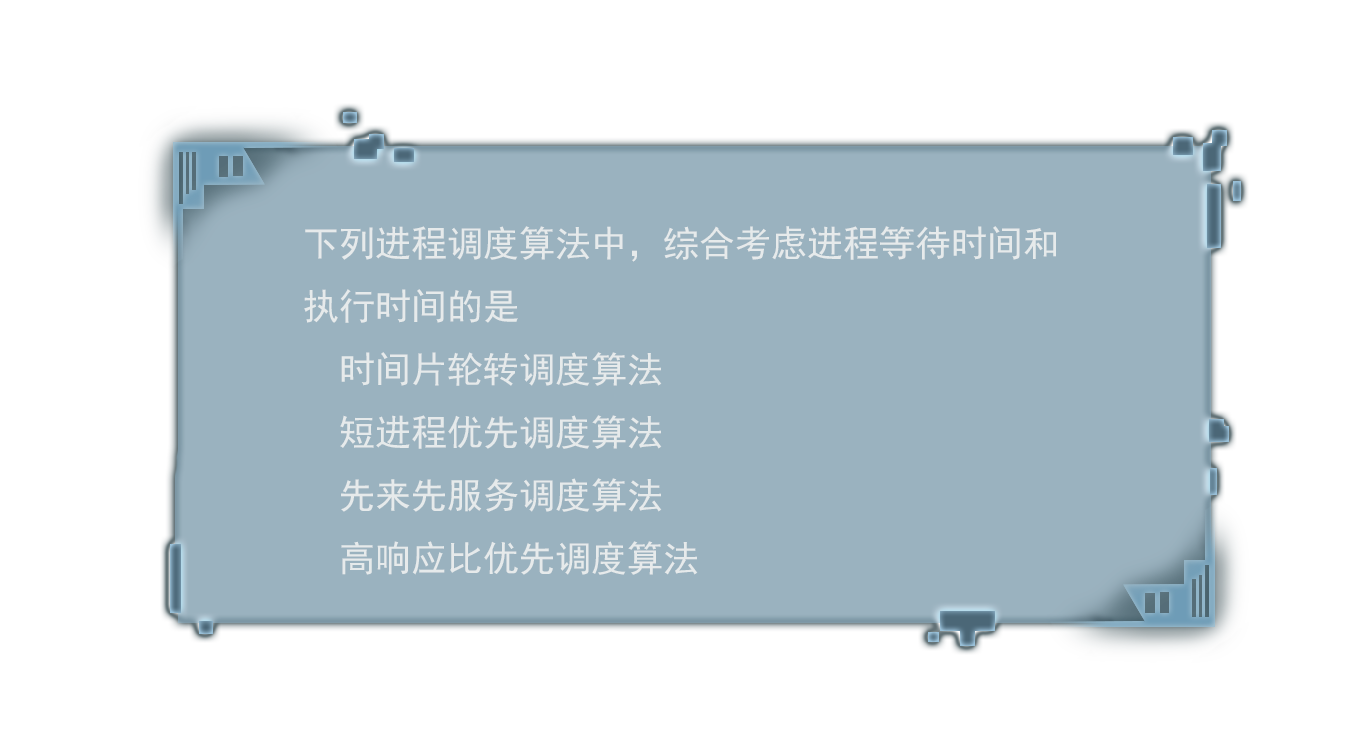 下列进程调度算法中，综合考虑进程等待时间和
执行时间的是
时间片轮转调度算法
短进程优先调度算法
先来先服务调度算法
高响应比优先调度算法